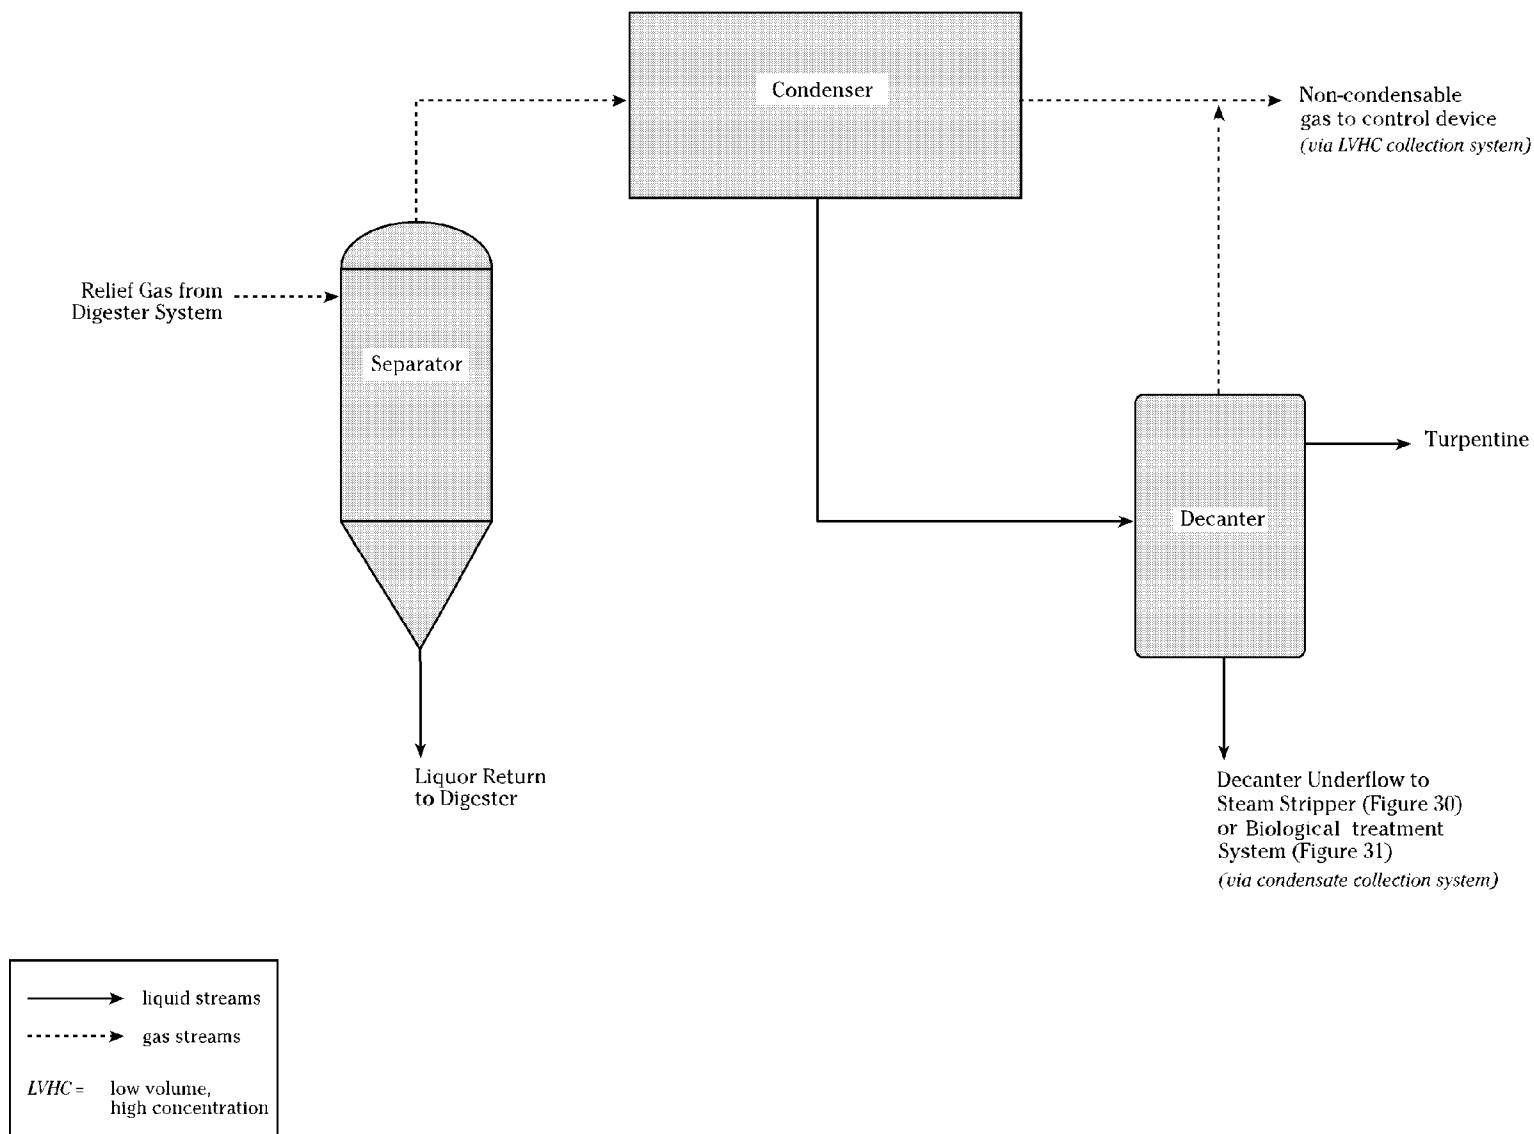 Condenser
Non-condensable
gas to control device
(via LVHC collection system)
Relief Gas from
Digester System
Separator
Turpentine
Decanter
Liquor Return
to Digester
Decanter Underflow to
Steam Stripper (Figure 30)
or Biological treatment
System (Figure 31)
(via condensate collection system)
liquid streams
gas streams
LVHC = low volume,
high concentration